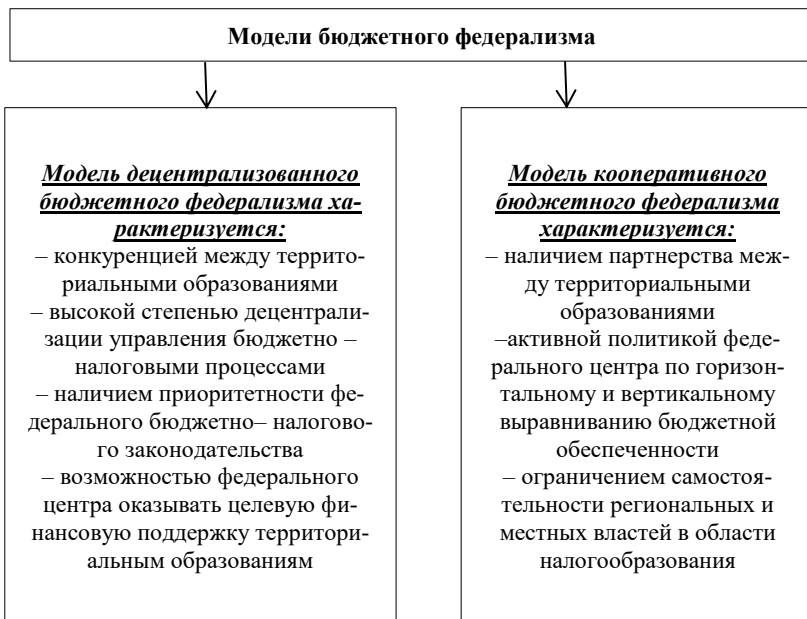 Модели бюджетного федерализма
Модель децентрализованного
бюджетного федерализма ха-
рактеризуется:
– конкуренцией между террито-
риальными образованиями
– высокой степенью децентрали-
зации управления бюджетно –
налоговыми процессами
– наличием приоритетности фе-
дерального бюджетно– налогово-
го законодательства
– возможностью федерального
центра оказывать целевую фи-
нансовую поддержку территори-
альным образованиям
Модель кооперативного
бюджетного федерализма
характеризуется:
– наличием партнерства меж-
ду территориальными
образованиями
–активной политикой феде-
рального центра по горизон-
тальному и вертикальному
выравниванию бюджетной
обеспеченности
– ограничением самостоя-
тельности региональных и
местных властей в области
налогообразования